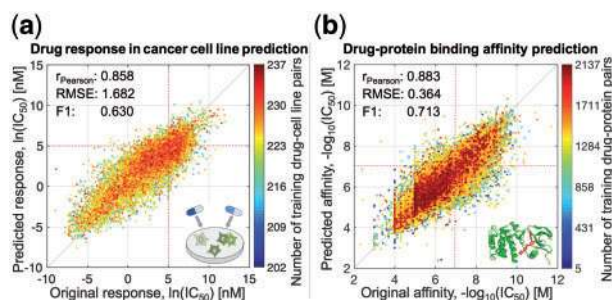 (a)
Drug response in cancer cell line prediction
r_Pearson: 0.858
RMSE: 1.682
F1: 0.630
Predicted response, ln(IC50) [nM]
15
10
5
0
-5
-10
-10 -5 0 5 10 15
Original response, ln(IC50) [nM]
237
230
223
216
209
202
Number of training drug-cell line pairs
(b)
Drug-protein binding affinity prediction
r_Pearson: 0.883
RMSE: 0.364
F1: 0.713
Predicted affinity, -log10(IC50) [M]
12
10
8
6
4
2
2 4 6 8 10 12
Original affinity, -log10(IC50) [M]
2137
1711
1284
857
431
5
Number of training drug-protein pairs